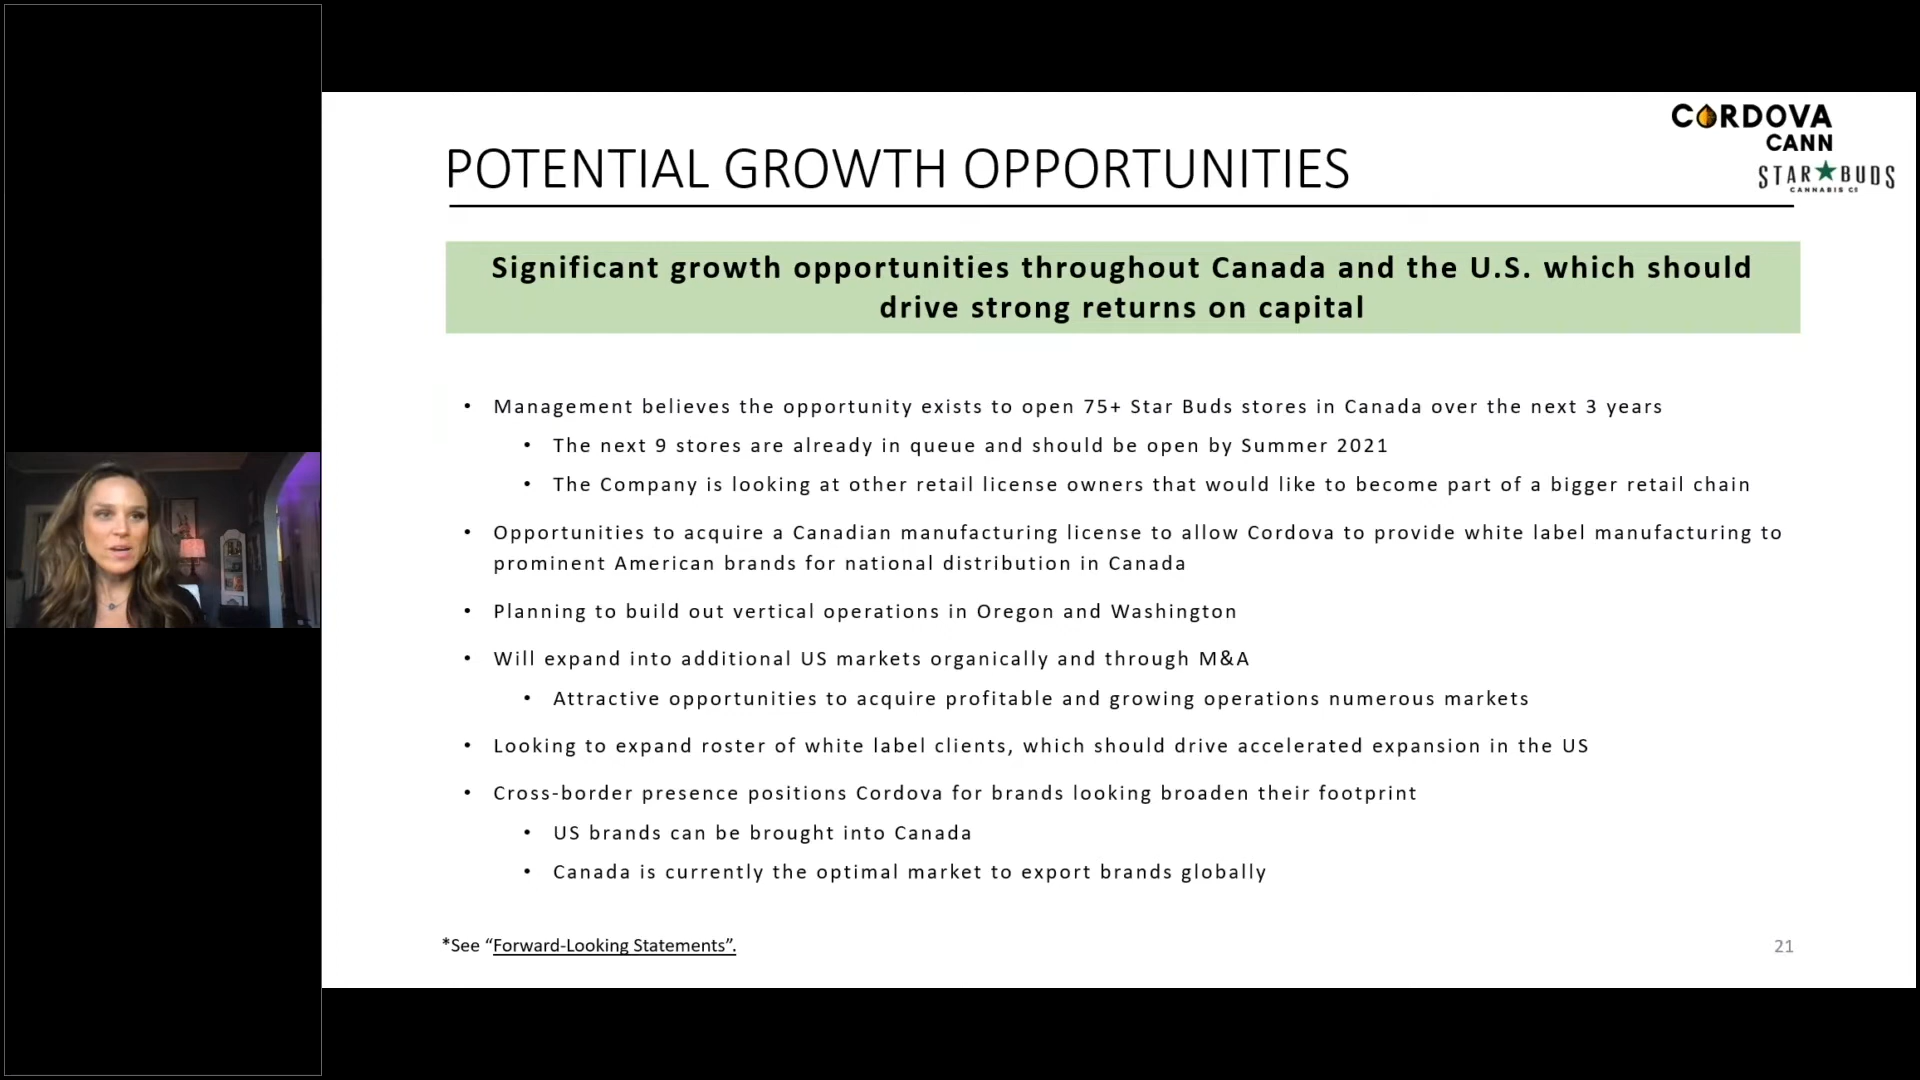 CORDOVA
CANN
STAR★BUDS
CANNABIS CO
POTENTIAL GROWTH OPPORTUNITIES
Significant growth opportunities throughout Canada and the U.S. which should
drive strong returns on capital
• Management believes the opportunity exists to open 75+ Star Buds stores in Canada over the next 3 years
• The next 9 stores are already in queue and should be open by Summer 2021
• The Company is looking at other retail license owners that would like to become part of a bigger retail chain
• Opportunities to acquire a Canadian manufacturing license to allow Cordova to provide white label manufacturing to
prominent American brands for national distribution in Canada
• Planning to build out vertical operations in Oregon and Washington
• Will expand into additional US markets organically and through M&A
• Attractive opportunities to acquire profitable and growing operations numerous markets
• Looking to expand roster of white label clients, which should drive accelerated expansion in the US
• Cross-border presence positions Cordova for brands looking broaden their footprint
• US brands can be brought into Canada
• Canada is currently the optimal market to export brands globally
*See “Forward-Looking Statements”.
21